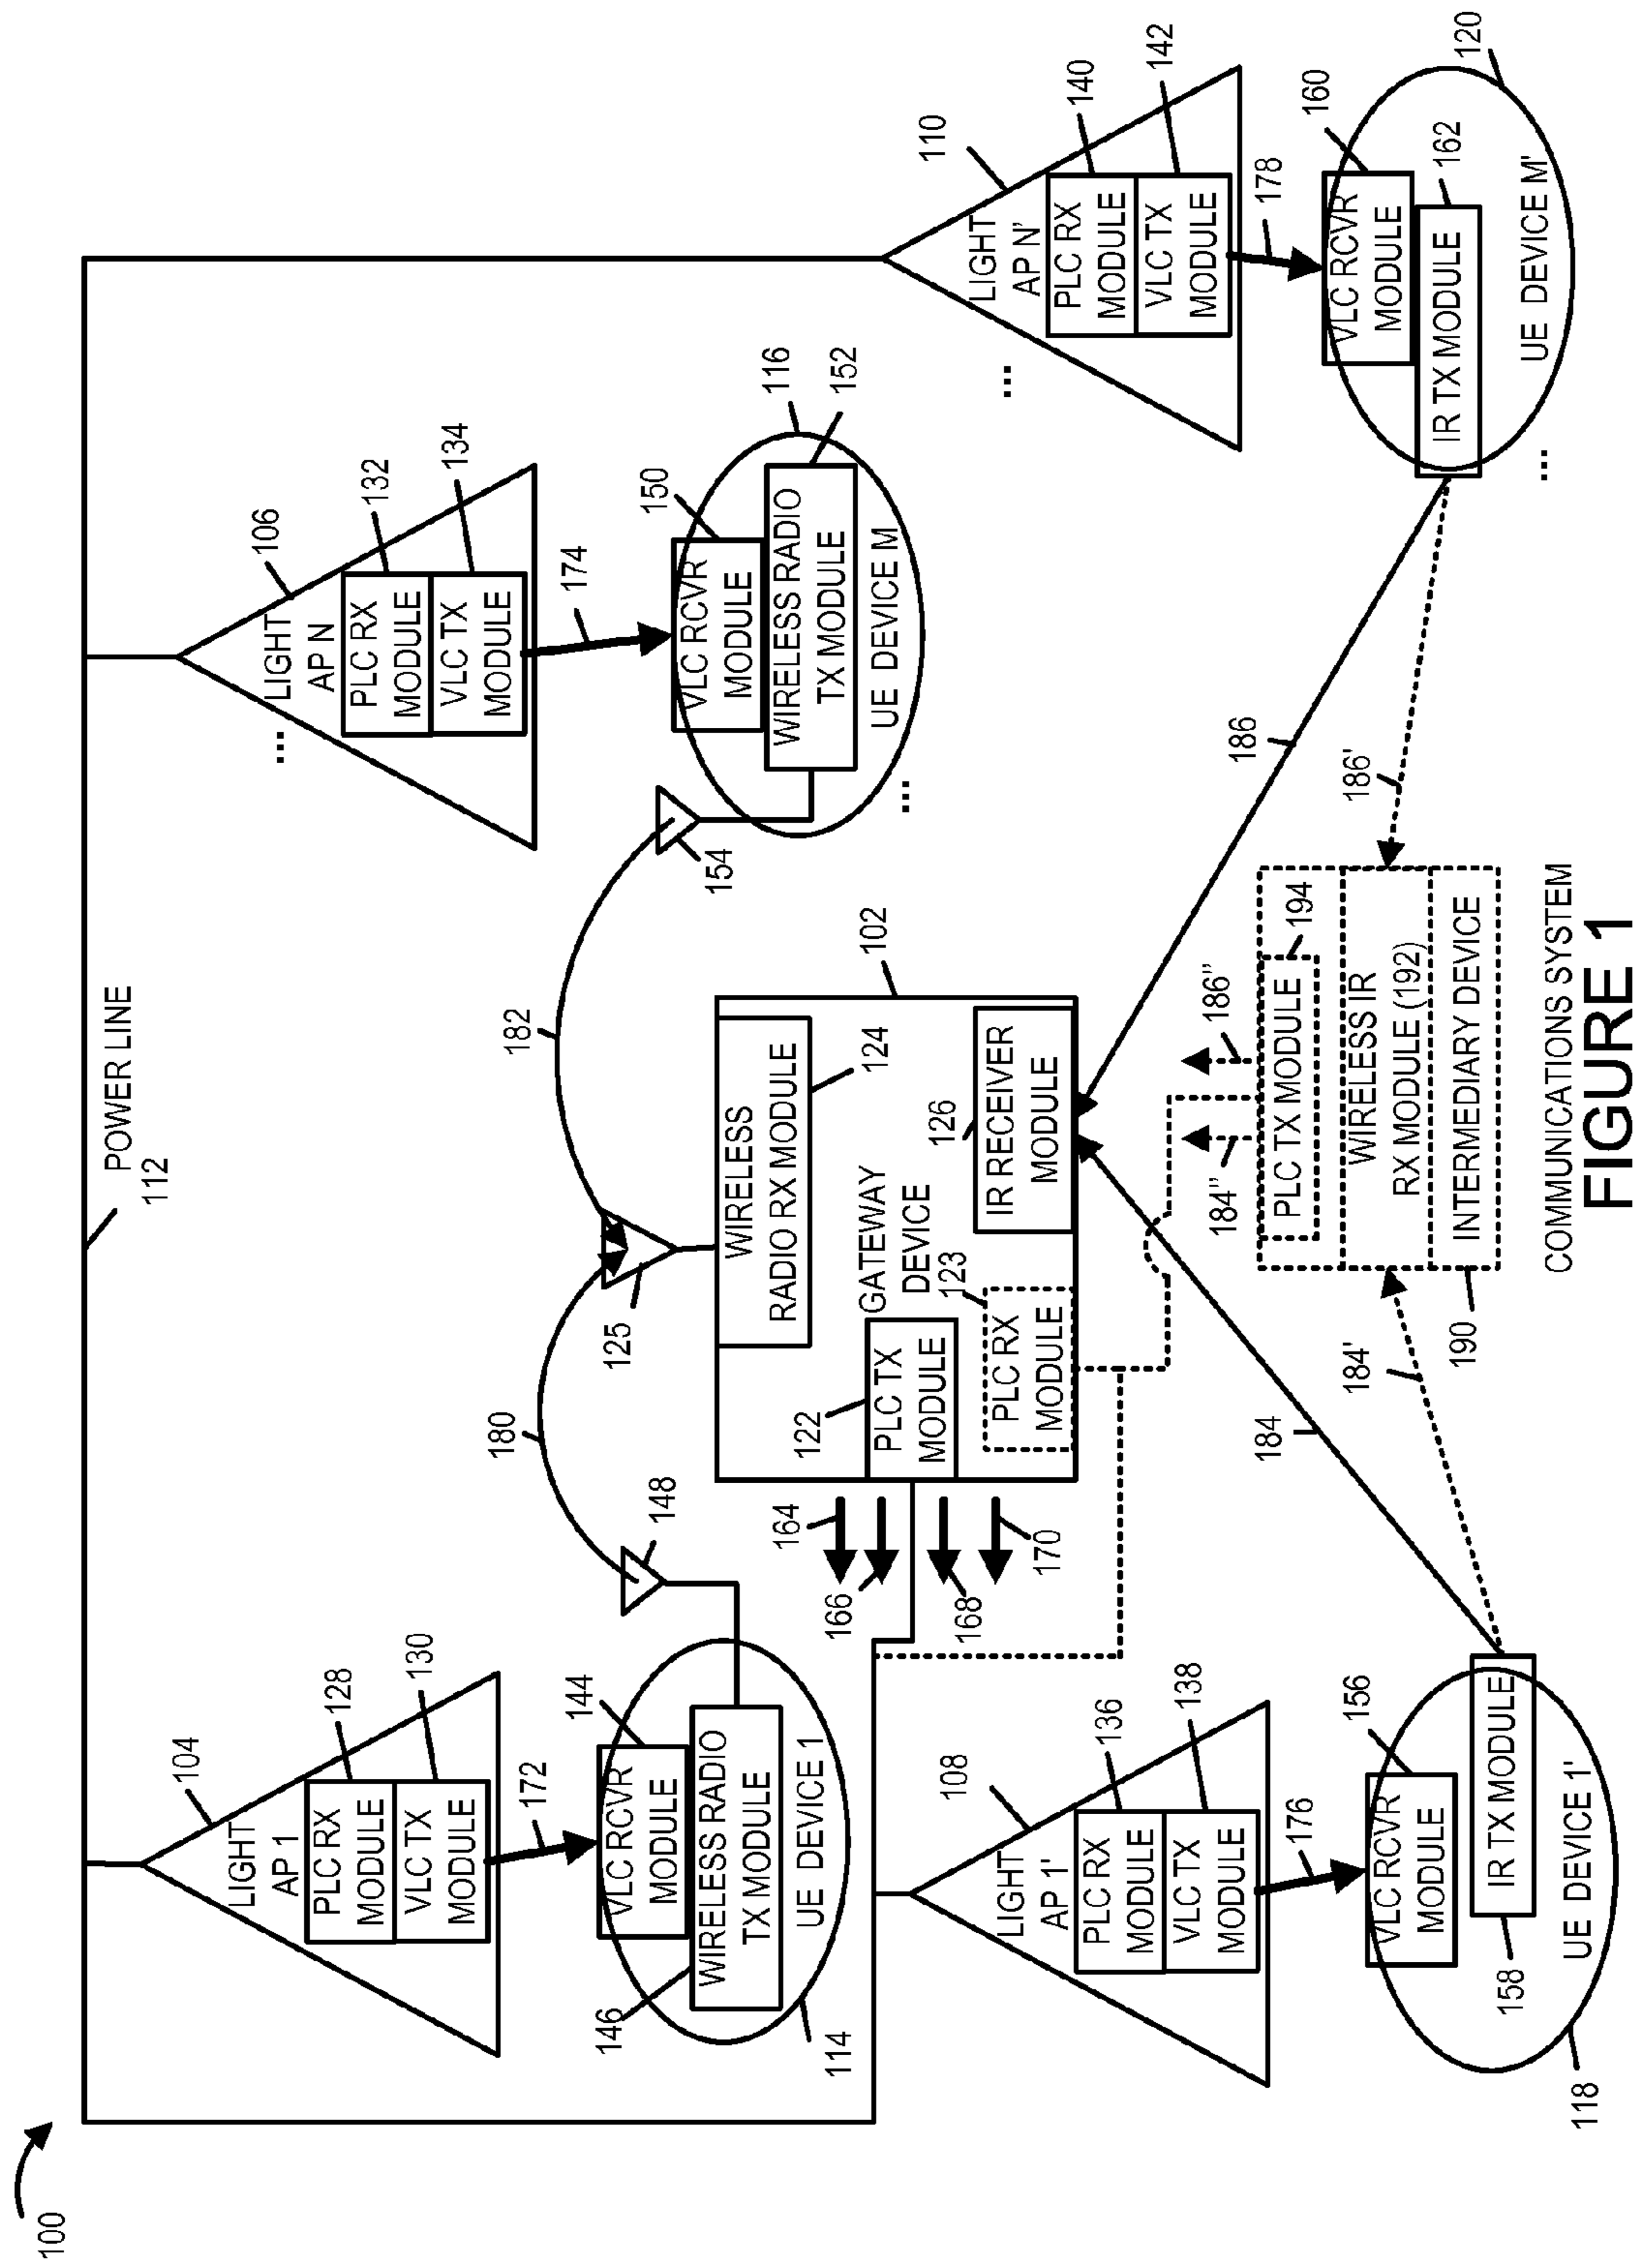 100
POWER LINE
112
104
LIGHT
AP 1
PLC RX
MODULE
128
VLC TX
MODULE
130
172
144
VLC RCVR
MODULE
146
WIRELESS RADIO
TX MODULE
UE DEVICE 1
114
148
180
182
125
106
LIGHT
AP N
...
PLC RX
MODULE
132
VLC TX
MODULE
134
174
150
VLC RCVR
MODULE
116
WIRELESS RADIO
TX MODULE
152
UE DEVICE M
...
154
102
WIRELESS
RADIO RX MODULE
124
GATEWAY
DEVICE
122
PLC TX
MODULE
123
PLC RX
MODULE
126
IR RECEIVER
MODULE
164
166
168
170
108
LIGHT
AP 1'
PLC RX
MODULE
136
VLC TX
MODULE
138
176
156
VLC RCVR
MODULE
IR TX MODULE
158
UE DEVICE 1'
118
184
184'
184"
186"
186
186'
PLC TX MODULE
194
WIRELESS IR
RX MODULE (192)
INTERMEDIARY DEVICE
190
110
LIGHT
AP N'
...
PLC RX
MODULE
140
VLC TX
MODULE
142
178
160
VLC RCVR
MODULE
IR TX MODULE
162
UE DEVICE M'
120
...
COMMUNICATIONS SYSTEM
FIGURE 1